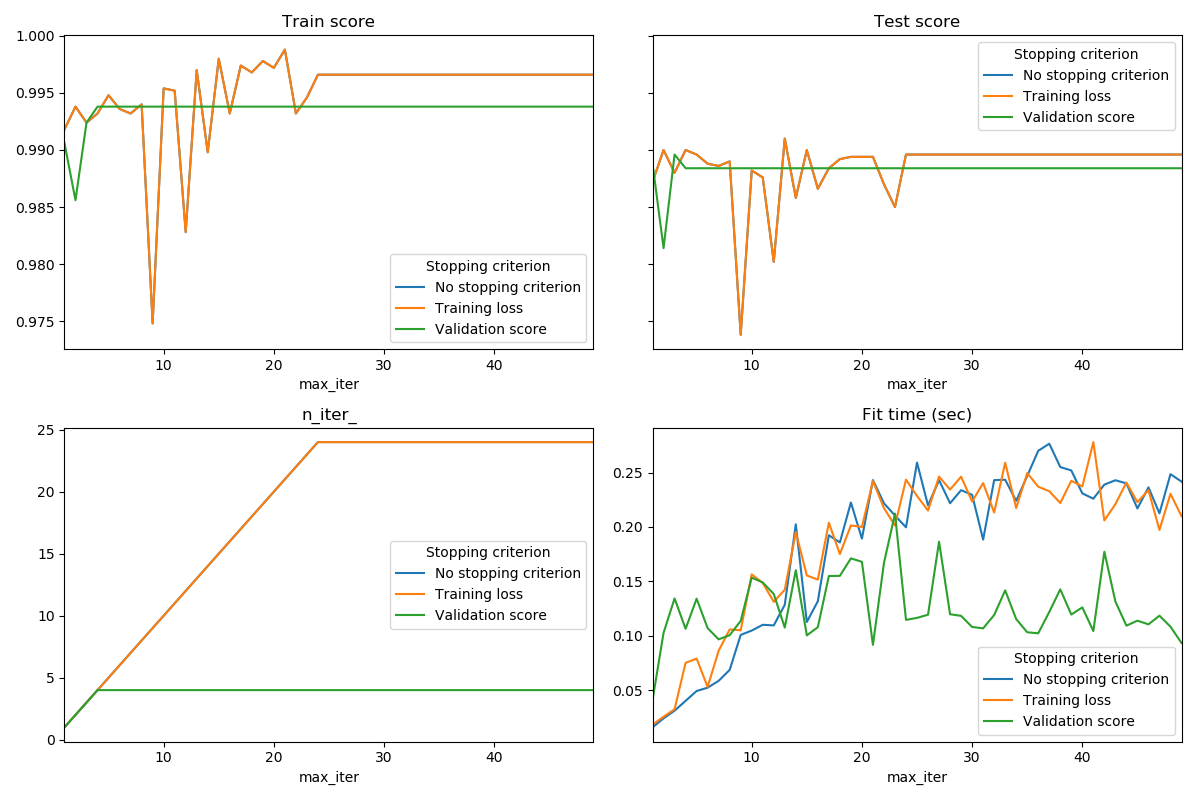 Train score
1.000
0.995
0.990
0.985
0.980
0.975
Stopping criterion
No stopping criterion
Training loss
Validation score
10 20 30 40
max_iter
Test score
Stopping criterion
No stopping criterion
Training loss
Validation score
10 20 30 40
max_iter
n_iter_
25
20
15
10
5
0
Stopping criterion
No stopping criterion
Training loss
Validation score
10 20 30 40
max_iter
Fit time (sec)
0.25
0.20
0.15
0.10
0.05
Stopping criterion
No stopping criterion
Training loss
Validation score
10 20 30 40
max_iter